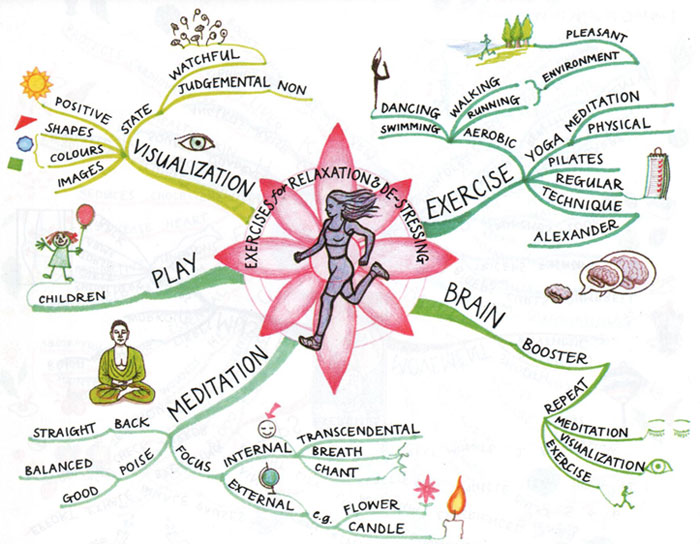 EXERCISES for RELAXATION & DE-STRESSING
EXERCISE
AEROBIC
DANCING
SWIMMING
WALKING
RUNNING
ENVIRONMENT
PLEASANT
YOGA
MEDITATION
PHYSICAL
PILATES
REGULAR
TECHNIQUE
ALEXANDER
BRAIN
BOOSTER
REPEAT
MEDITATION
VISUALIZATION
EXERCISE
MEDITATION
FOCUS
INTERNAL
TRANSCENDENTAL
BREATH
CHANT
EXTERNAL
e.g.
FLOWER
CANDLE
POISE
BALANCED
GOOD
BACK
STRAIGHT
PLAY
CHILDREN
VISUALIZATION
STATE
WATCHFUL
JUDGEMENTAL NON
POSITIVE
SHAPES
COLOURS
IMAGES